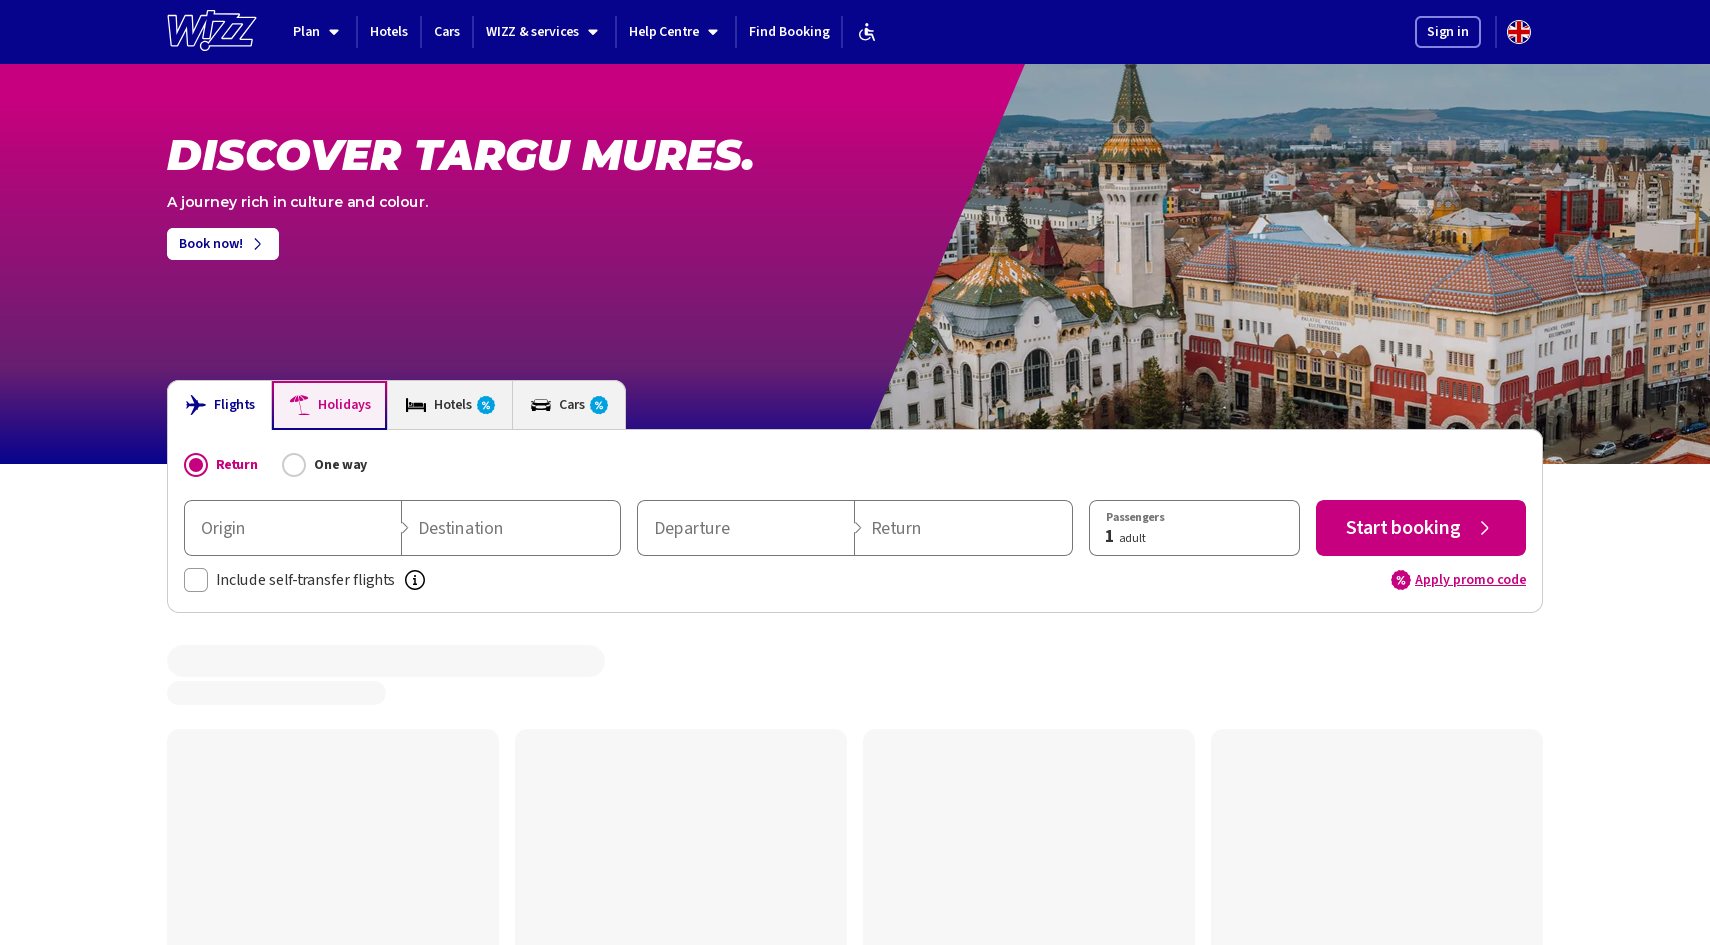 WIZZ
Plan
Hotels
Cars
WIZZ & services
Help Centre
Find Booking
Sign in
DISCOVER TARGU MURES.
A journey rich in culture and colour.
Book now!
Flights
Holidays
Hotels %
Cars %
Return
One way
Origin
Destination
Departure
Return
Passengers
1 adult
Start booking
Include self-transfer flights
% Apply promo code